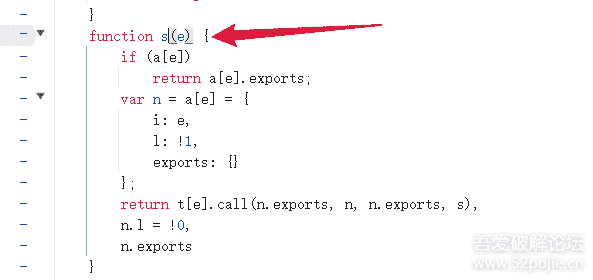 }
function s(e) {
if (a[e])
return a[e].exports;
var n = a[e] = {
i: e,
l: !1,
exports: {}
};
return t[e].call(n.exports, n, n.exports, s),
n.l = !0,
n.exports
}
吾爱破解论坛
www.52pojie.cn